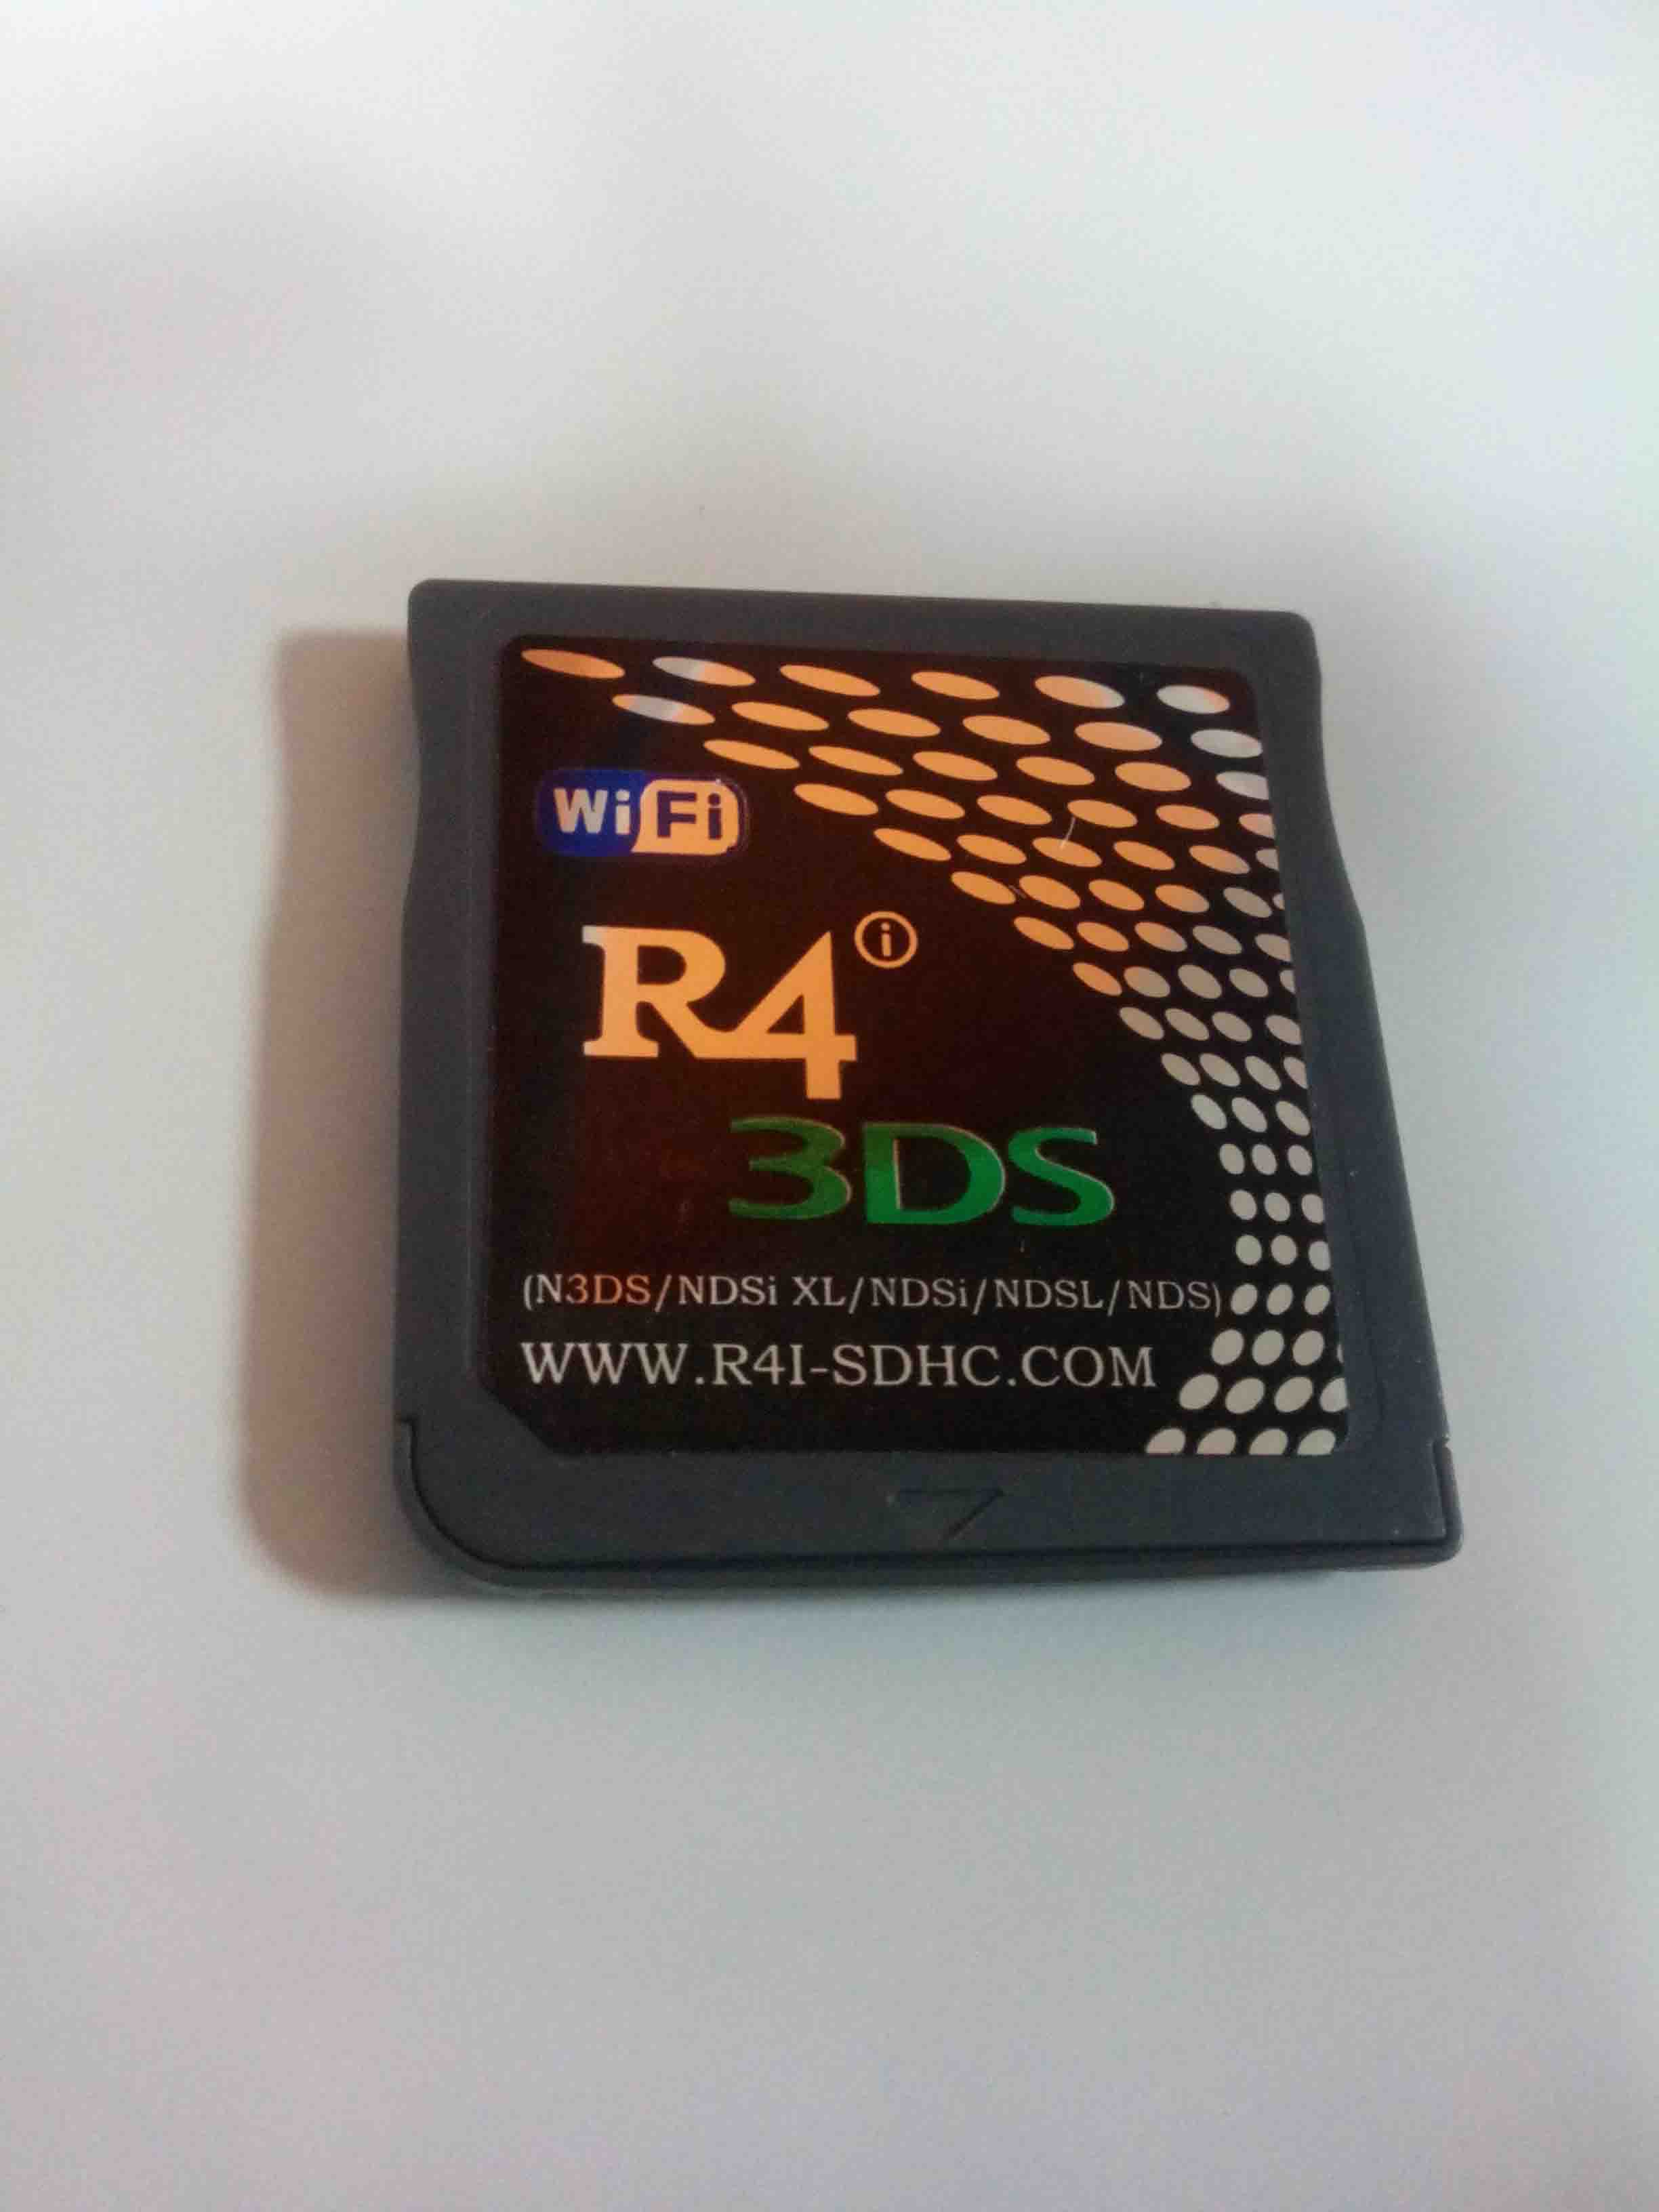 WiFi
R4i
3DS
(N3DS/NDSi XL/NDSi/NDSL/NDS)
WWW.R4I-SDHC.COM